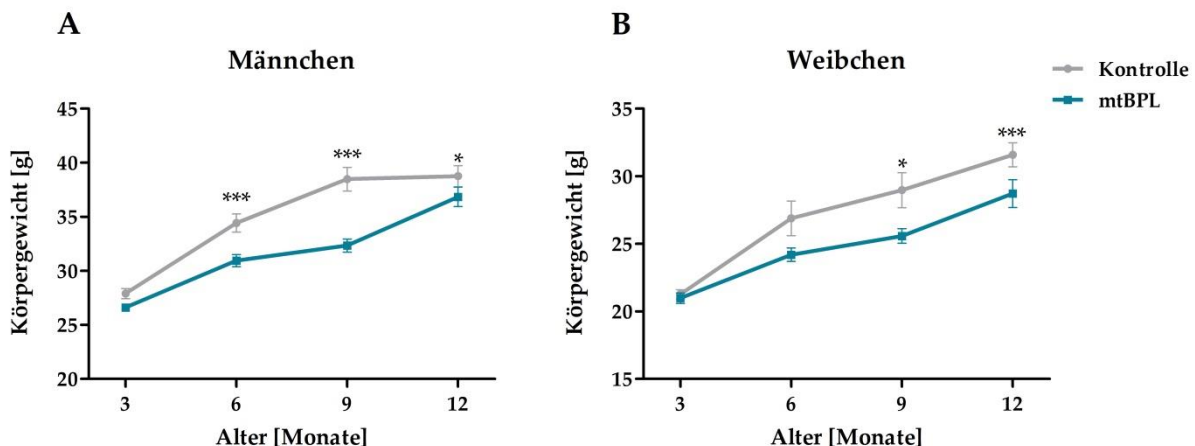 A
Männchen
Körpergewicht [g]
45
40
35
30
25
20
***
***
*
3 6 9 12
Alter [Monate]
B
Weibchen
Körpergewicht [g]
35
30
25
20
15
*
***
3 6 9 12
Alter [Monate]
Kontrolle
mtBPL